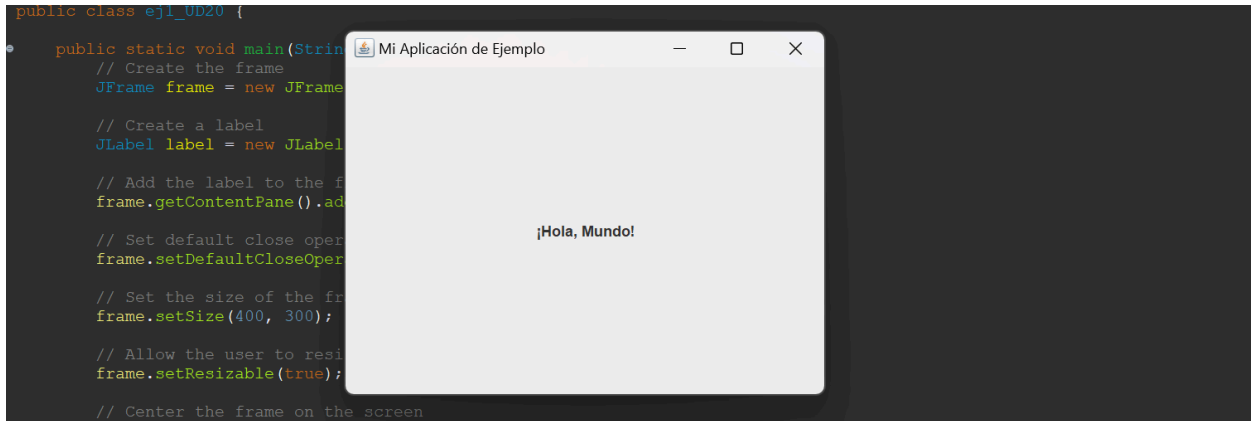 public class ej1_UD20 {
public static void main(Strin
// Create the frame
JFrame frame = new JFrame
// Create a label
JLabel label = new JLabel
// Add the label to the f
frame.getContentPane().ad
// Set default close oper
frame.setDefaultCloseOper
// Set the size of the fr
frame.setSize(400, 300);
// Allow the user to resi
frame.setResizable(true);
// Center the frame on the screen
Mi Aplicación de Ejemplo
¡Hola, Mundo!